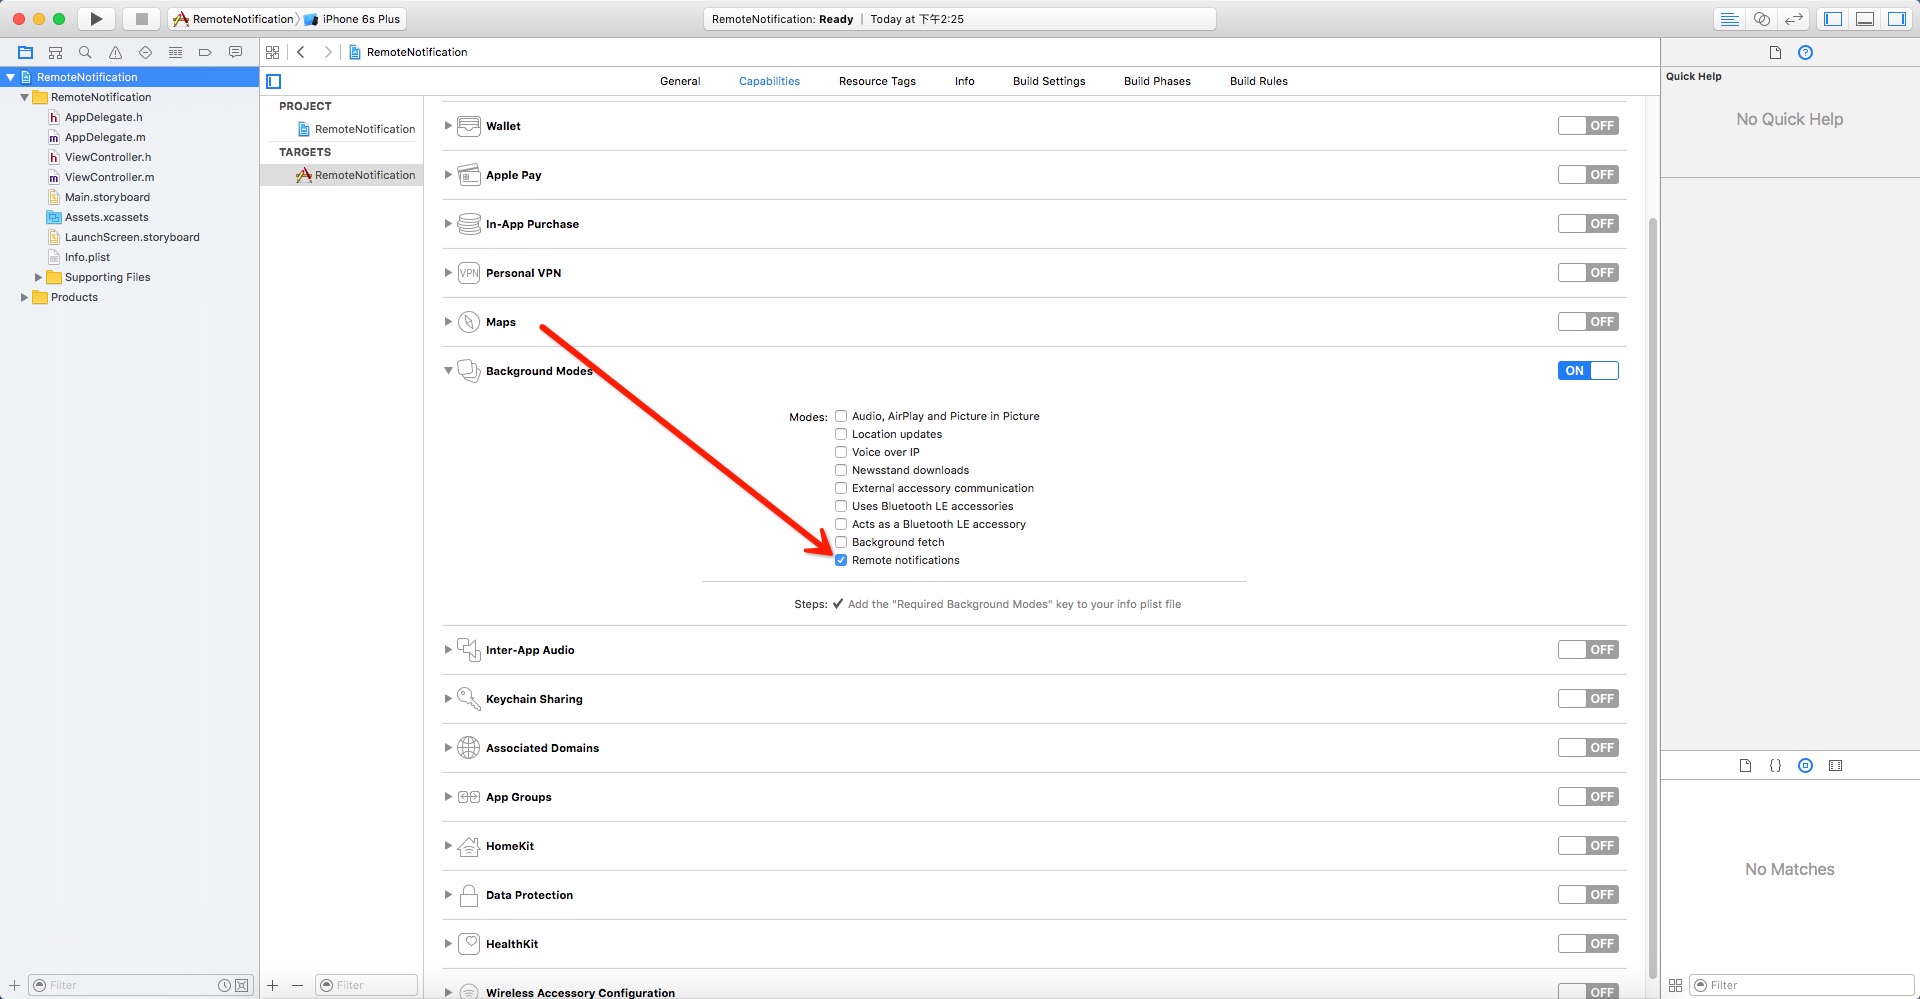 RemoteNotification
iPhone 6s Plus
RemoteNotification: Ready | Today at 下午2:25
RemoteNotification
RemoteNotification
RemoteNotification
AppDelegate.h
AppDelegate.m
ViewController.h
ViewController.m
Main.storyboard
Assets.xcassets
LaunchScreen.storyboard
Info.plist
Supporting Files
Products
Filter
General
Capabilities
Resource Tags
Info
Build Settings
Build Phases
Build Rules
PROJECT
RemoteNotification
TARGETS
RemoteNotification
Filter
Wallet OFF
Apple Pay OFF
In-App Purchase OFF
VPN Personal VPN OFF
Maps OFF
Background Modes ON
Modes: Audio, AirPlay and Picture in Picture
Location updates
Voice over IP
Newsstand downloads
External accessory communication
Uses Bluetooth LE accessories
Acts as a Bluetooth LE accessory
Background fetch
Remote notifications
Steps: ✔ Add the "Required Background Modes" key to your info plist file
Inter-App Audio OFF
Keychain Sharing OFF
Associated Domains OFF
App Groups OFF
HomeKit OFF
Data Protection OFF
HealthKit OFF
Wireless Accessory Configuration OFF
Quick Help
No Quick Help
{}
No Matches
Filter